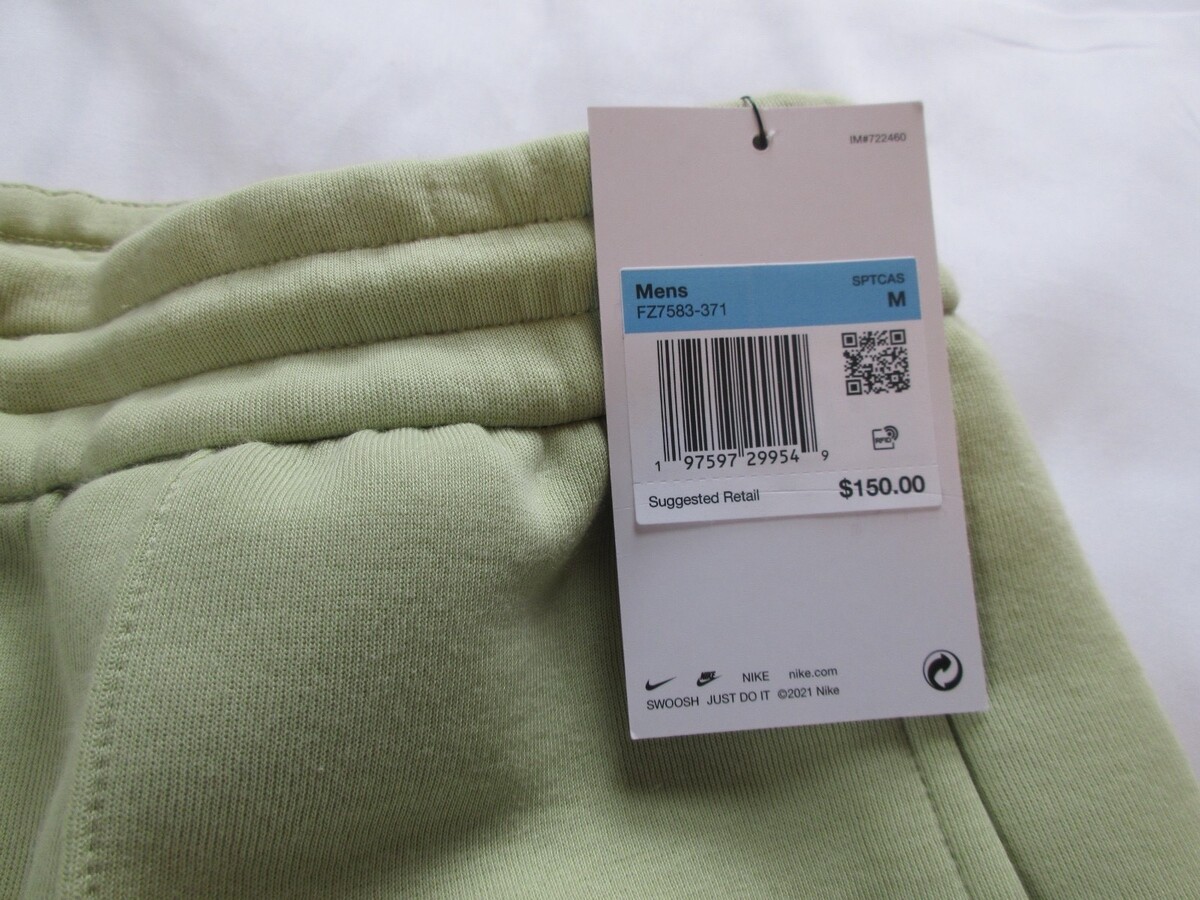 IM#722460
Mens
FZ7583-371
SPTCAS
M
1 97597 29954 9
RFID
Suggested Retail
$150.00
NIKE nike.com
SWOOSH JUST DO IT ©2021 Nike